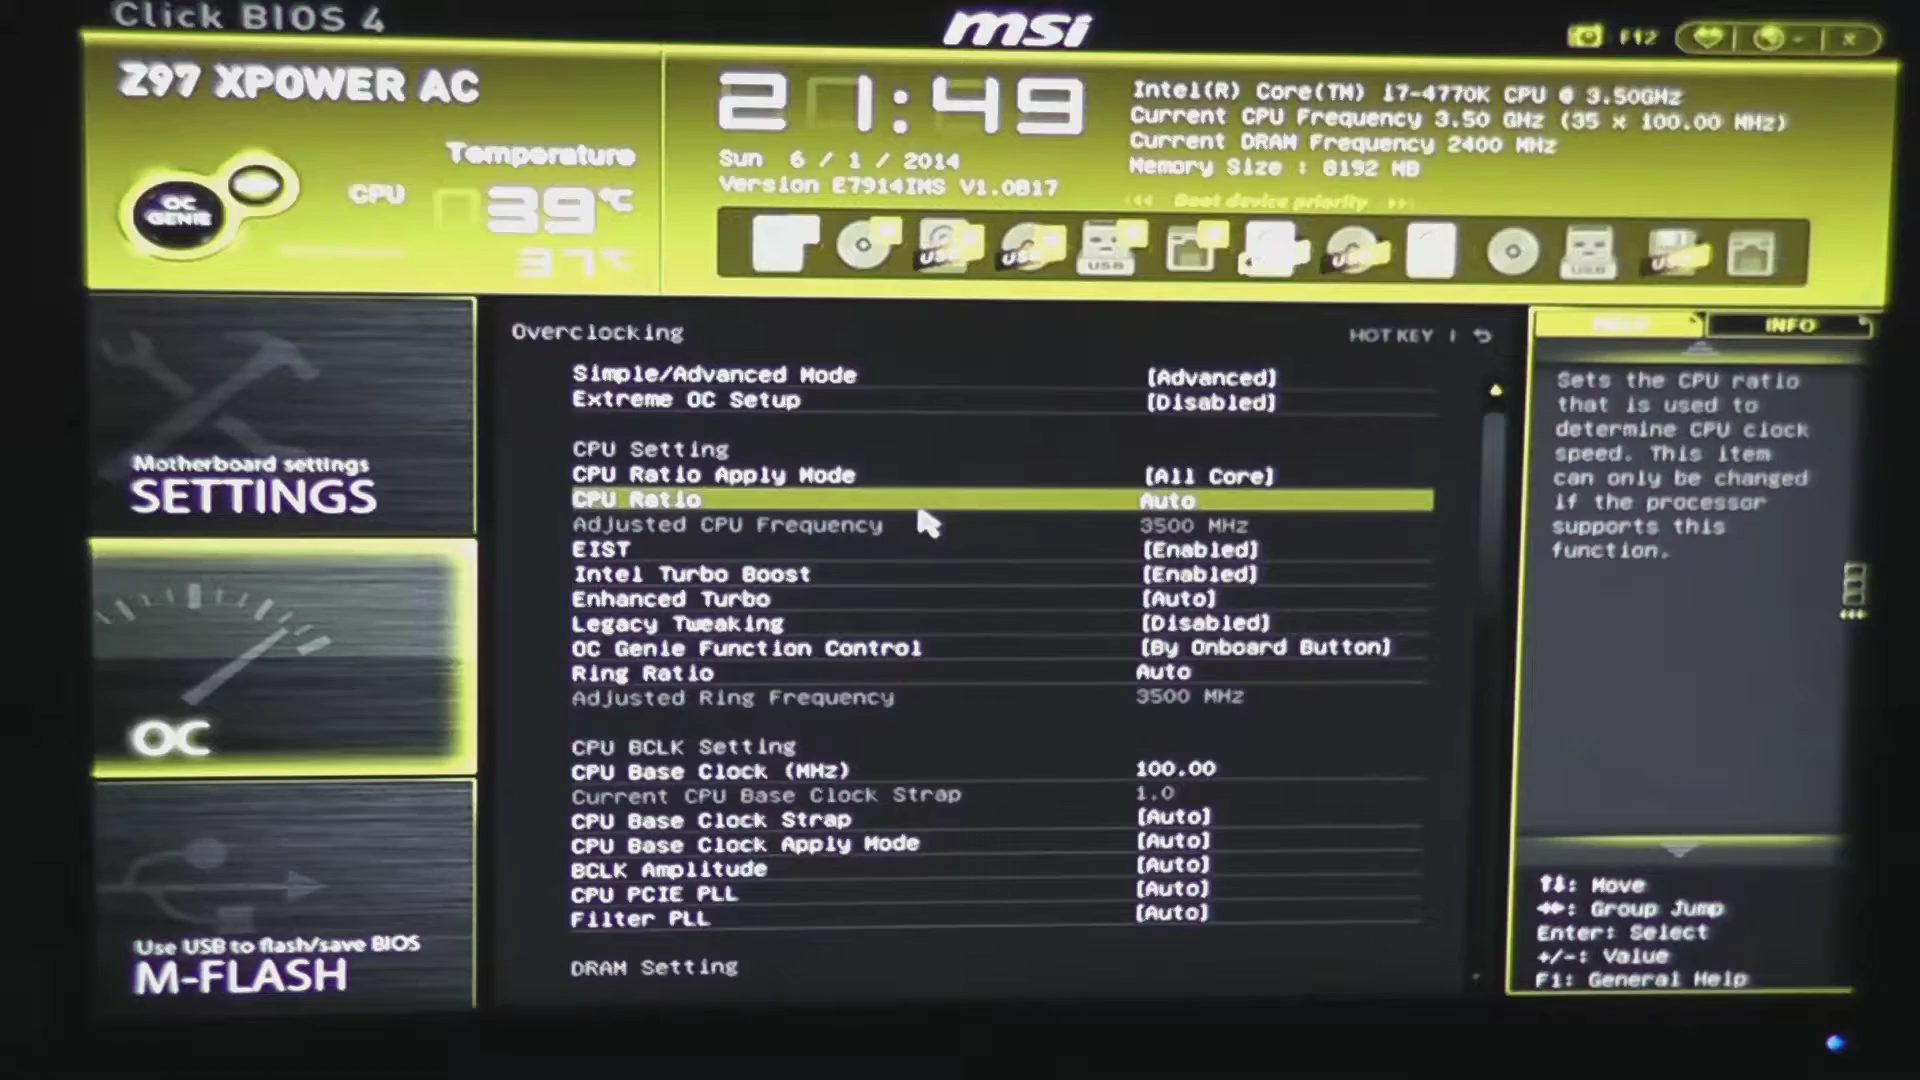 Click BIOS 4
msi
F12
Z97 XPOWER AC
OC
GENIE
Temperature
CPU 39°C
37°C
21:49
Sun 6 / 1 / 2014
Version E7914IMS V1.0B17
Intel(R) Core(TM) i7-4770K CPU @ 3.50GHz
Current CPU Frequency 3.50 GHz (35 x 100.00 MHz)
Current DRAM Frequency 2400 MHz
Memory Size : 8192 MB
Boot device priority
USB USB USB USB USB USB
Motherboard settings
SETTINGS
OC
Use USB to flash/save BIOS
M-FLASH
Overclocking
HOT KEY
Simple/Advanced Mode [Advanced]
Extreme OC Setup [Disabled]
CPU Setting
CPU Ratio Apply Mode [All Core]
CPU Ratio Auto
Adjusted CPU Frequency 3500 MHz
EIST [Enabled]
Intel Turbo Boost [Enabled]
Enhanced Turbo [Auto]
Legacy Tweaking [Disabled]
OC Genie Function Control [By Onboard Button]
Ring Ratio Auto
Adjusted Ring Frequency 3500 MHz
CPU BCLK Setting
CPU Base Clock (MHz) 100.00
Current CPU Base Clock Strap 1.0
CPU Base Clock Strap [Auto]
CPU Base Clock Apply Mode [Auto]
BCLK Amplitude [Auto]
CPU PCIE PLL [Auto]
Filter PLL [Auto]
DRAM Setting
HELP
INFO
Sets the CPU ratio
that is used to
determine CPU clock
speed. This item
can only be changed
if the processor
supports this
function.
↑↓: Move
↔: Group Jump
Enter: Select
+/-: Value
F1: General Help